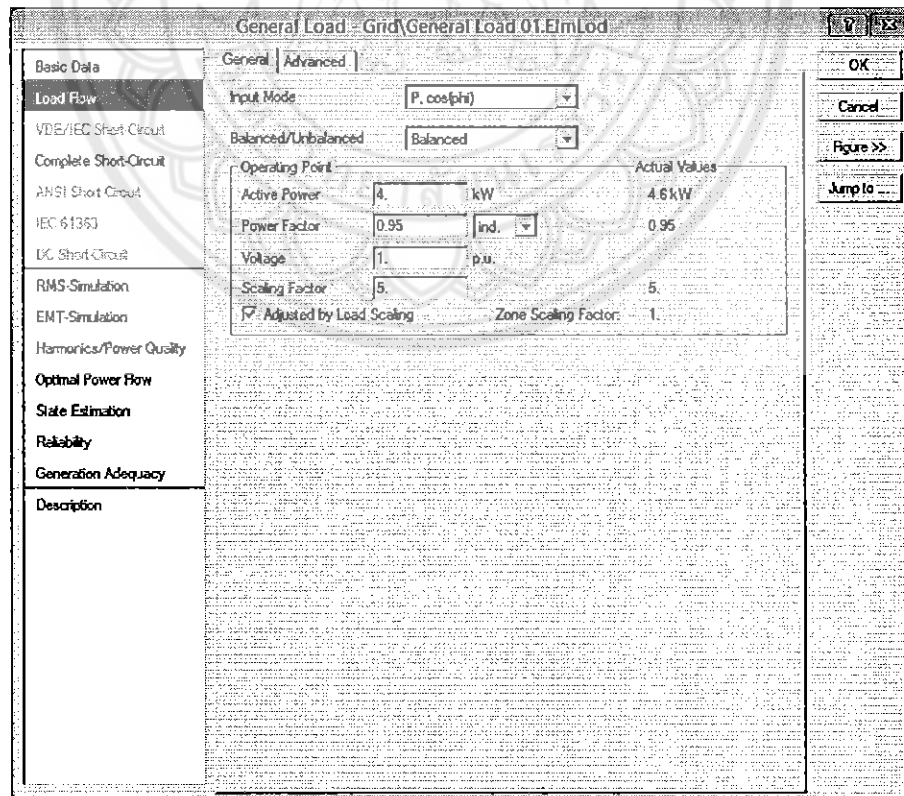 General Load - Grid\General Load 01.ElmLod
? X
Basic Data
Load Flow
VDE/IEC Short-Circuit
Complete Short-Circuit
ANSI Short-Circuit
IEC 61363
DC Short-Circuit
RMS-Simulation
EMT-Simulation
Harmonics/Power Quality
Optimal Power Flow
State Estimation
Reliability
Generation Adequacy
Description
General Advanced
Input Mode P, cos(phi)
Balanced/Unbalanced Balanced
Operating Point Actual Values
Active Power 4. kW 4.6 kW
Power Factor 0.95 ind. 0.95
Voltage 1. p.u.
Scaling Factor 5. 5.
Adjusted by Load Scaling Zone Scaling Factor: 1.
OK
Cancel
Figure >>
Jump to ...